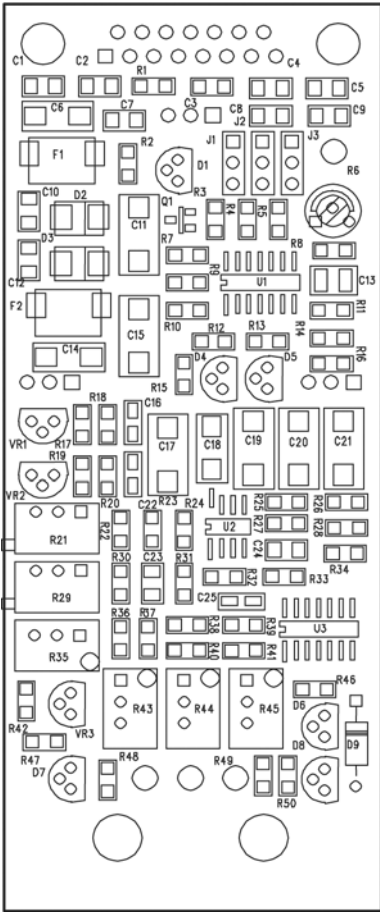 C1 C2 R1 C4 C5
C6 C7 C3 C8 C9
J2
F1 R2 D1 J1 J3
R6
C10 D2 C11 Q1 R3 R4 R5
D3 R7 R8
C12 R9 U1 C13
F2 C15 R10 R11
C14 R12 R13 R14
R15 D4 D5 R16
R18 C16
VR1 R17 C17 C18 C19 C20 C21
R19
VR2 R20 R23 R24 R25 R26
R21 R22 C22 U2 R27 R28
C24
R30 C23 R31 R34
R29 R32 R33
C25
R36 R37 R38 R39 U3
R35 R40 R41
R46
R42 VR3 R43 R44 R45 D6
R47 D8 D9
D7 R48 R49 R50